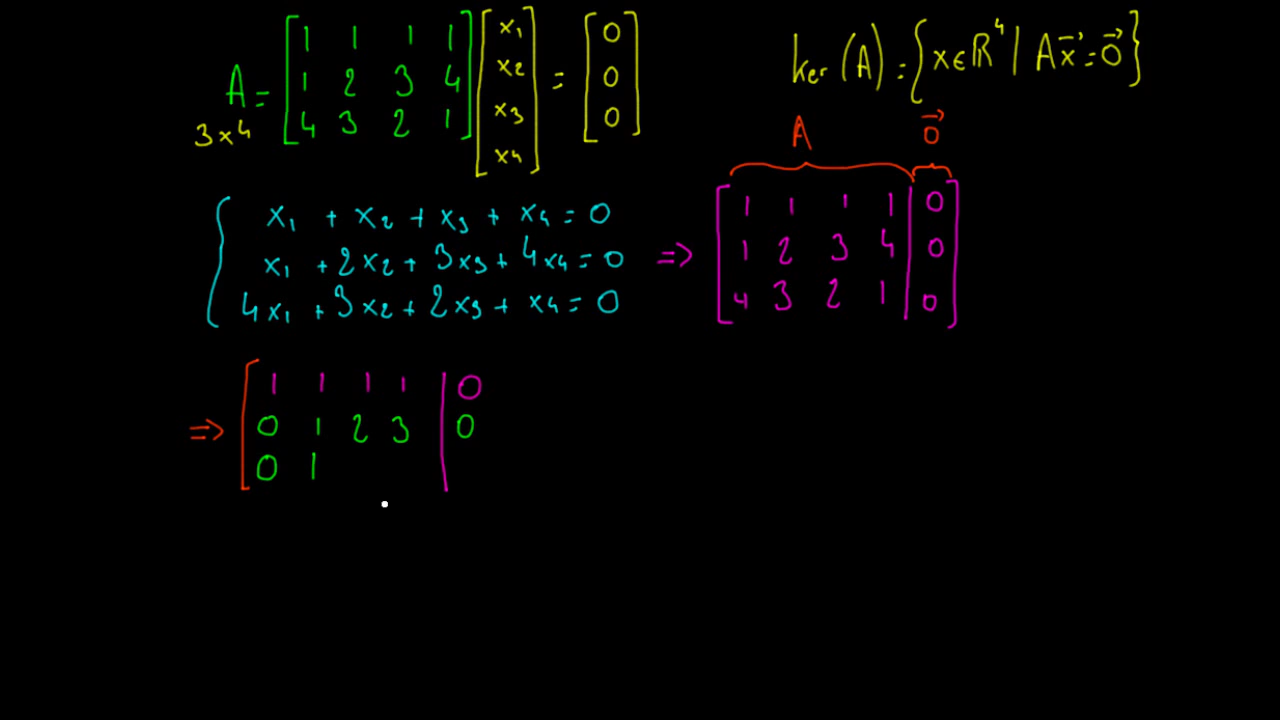 A = [ 1 1 1 1 ] [ x₁ ] = [ 0 ]
1 2 3 4 x₂ 0
4 3 2 1 x₃ 0
x₄
3x4
ker (A) = { x ∈ ℝ⁴ | A x⃗ = 0⃗ }
A 0⃗
{ x₁ + x₂ + x₃ + x₄ = 0
x₁ + 2x₂ + 3x₃ + 4x₄ = 0
4x₁ + 3x₂ + 2x₃ + x₄ = 0
=> [ 1 1 1 1 | 0 ]
1 2 3 4 | 0
4 3 2 1 | 0
=> [ 1 1 1 1 | 0
0 1 2 3 | 0
0 1 |